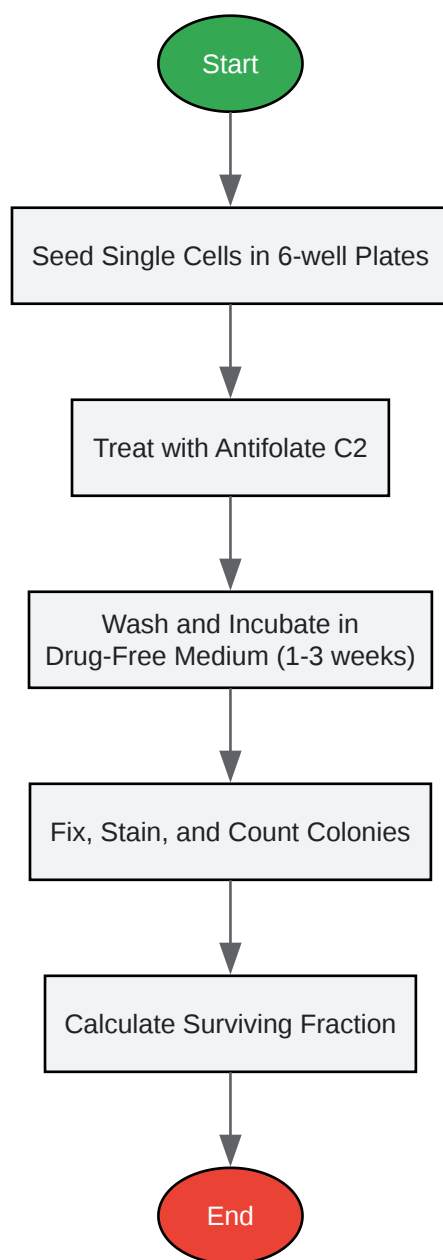 Start
Seed Single Cells in 6-well Plates
Treat with Antifolate C2
Wash and Incubate in
Drug-Free Medium (1-3 weeks)
Fix, Stain, and Count Colonies
Calculate Surviving Fraction
End